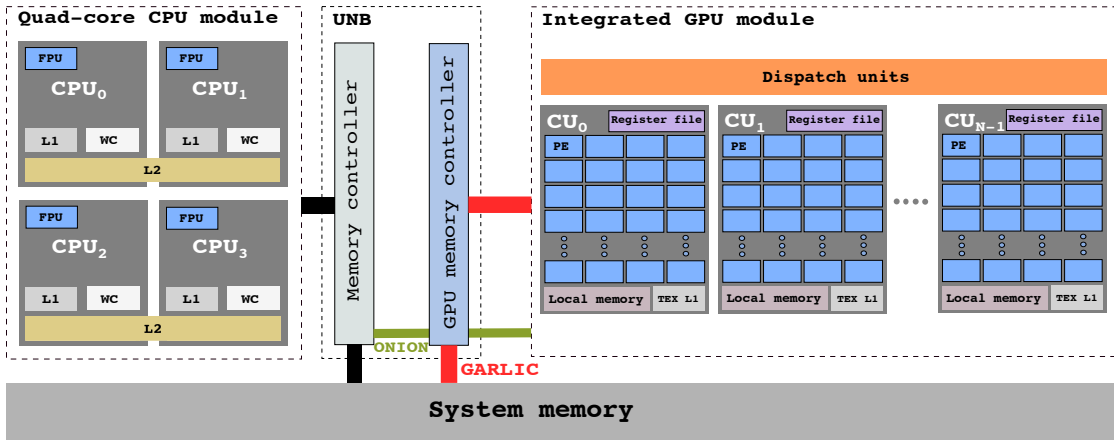 Quad-core CPU module
FPU
CPU0
L1
WC
FPU
CPU1
L1
WC
L2
FPU
CPU2
L1
WC
FPU
CPU3
L1
WC
L2
UNB
Memory controller
GPU memory controller
ONION
GARLIC
Integrated GPU module
Dispatch units
CU0
Register file
PE
Local memory
TEX L1
CU1
Register file
PE
Local memory
TEX L1
CUN-1
Register file
PE
Local memory
TEX L1
System memory